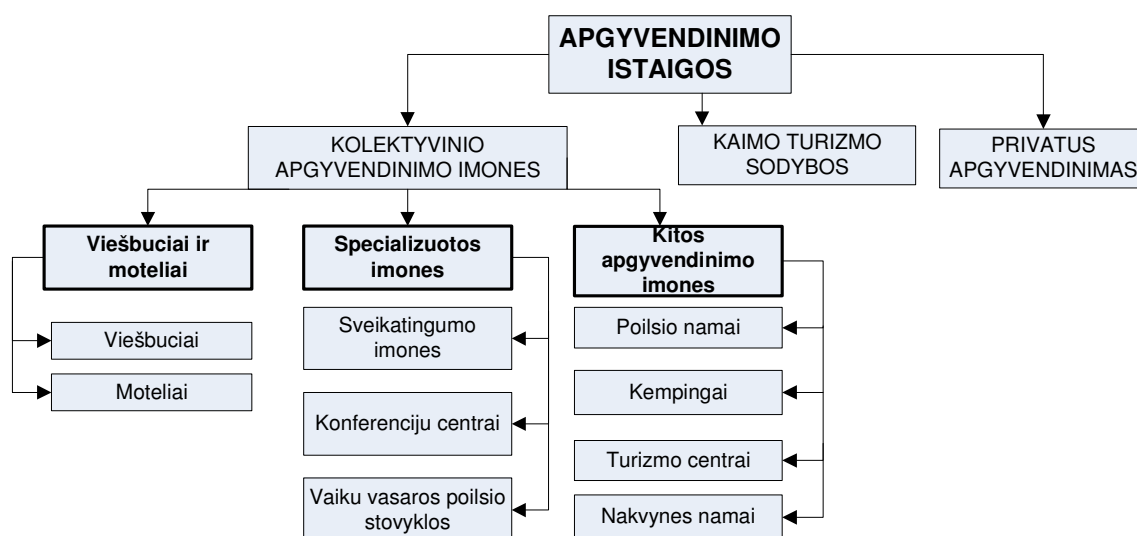 APGYVENDINIMO
ISTAIGOS
KOLEKTYVINIO
APGYVENDINIMO IMONES
KAIMO TURIZMO
SODYBOS
PRIVATUS
APGYVENDINIMAS
Viešbuciai ir
moteliai
Specializuotos
imones
Kitos
apgyvendinimo
imones
Viešbuciai
Moteliai
Sveikatingumo
imones
Konferenciju centrai
Vaiku vasaros poilsio
stovyklos
Poilsio namai
Kempingai
Turizmo centrai
Nakvynes namai